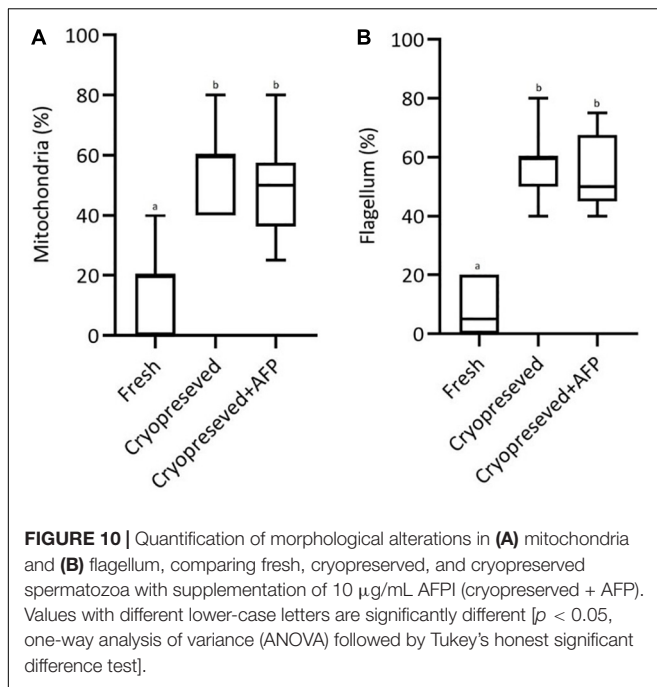 A
B
100
80
60
40
20
0
Mitochondria (%)
a
b
b
Fresh
Cryopreseved
Cryopreseved+AFP
100
80
60
40
20
0
Flagellum (%)
a
b
b
Fresh
Cryopreseved
Cryopreseved+AFP
FIGURE 10 | Quantification of morphological alterations in (A) mitochondria
and (B) flagellum, comparing fresh, cryopreserved, and cryopreserved
spermatozoa with supplementation of 10 μg/mL AFPI (cryopreserved + AFP).
Values with different lower-case letters are significantly different [p < 0.05,
one-way analysis of variance (ANOVA) followed by Tukey's honest significant
difference test].